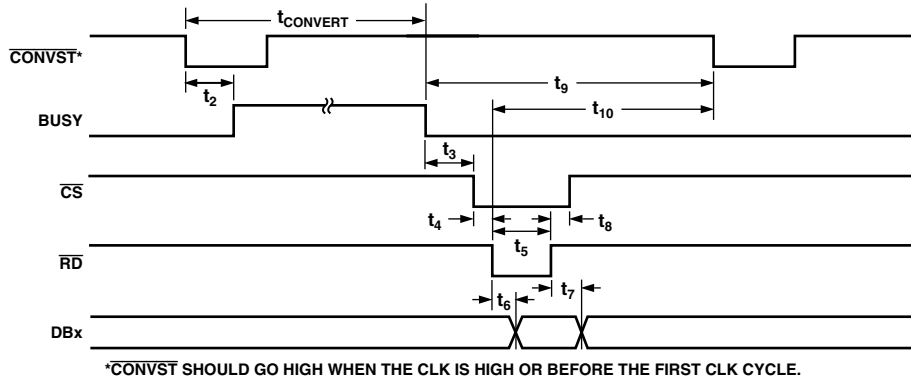 tCONVERT
CONVST*
t9
t2
t10
BUSY
t3
CS
t4
t8
t5
RD
t6
t7
DBx
*CONVST SHOULD GO HIGH WHEN THE CLK IS HIGH OR BEFORE THE FIRST CLK CYCLE.